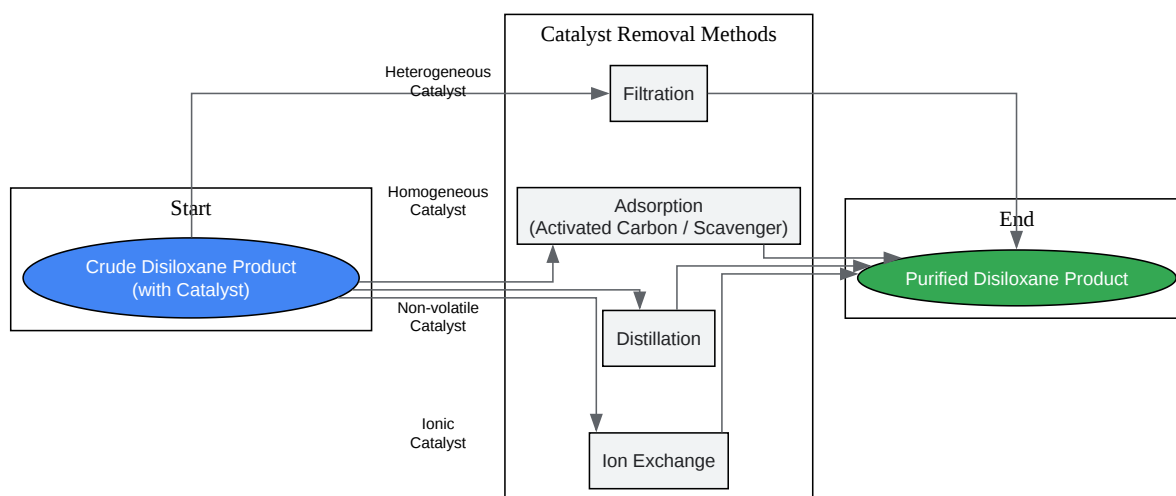 Catalyst Removal Methods
Heterogeneous
Catalyst
Filtration
Homogeneous
Catalyst
Adsorption
(Activated Carbon / Scavenger)
Start
End
Crude Disiloxane Product
(with Catalyst)
Purified Disiloxane Product
Non-volatile
Catalyst
Distillation
Ionic
Catalyst
Ion Exchange